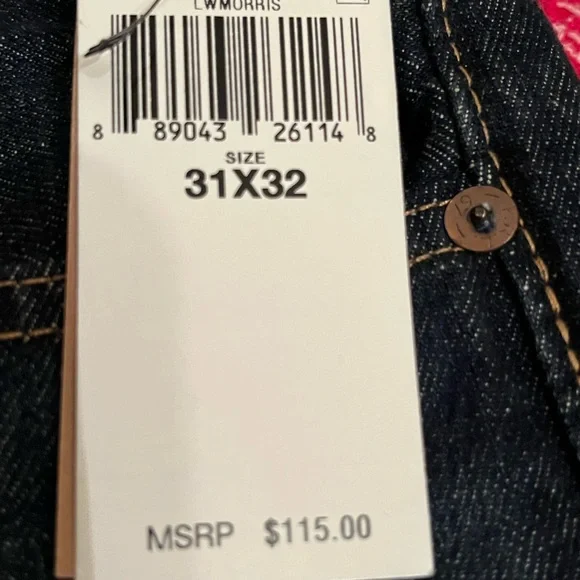 LWMORRIS
8 89043 26114 8
SIZE
31X32
MSRP $115.00